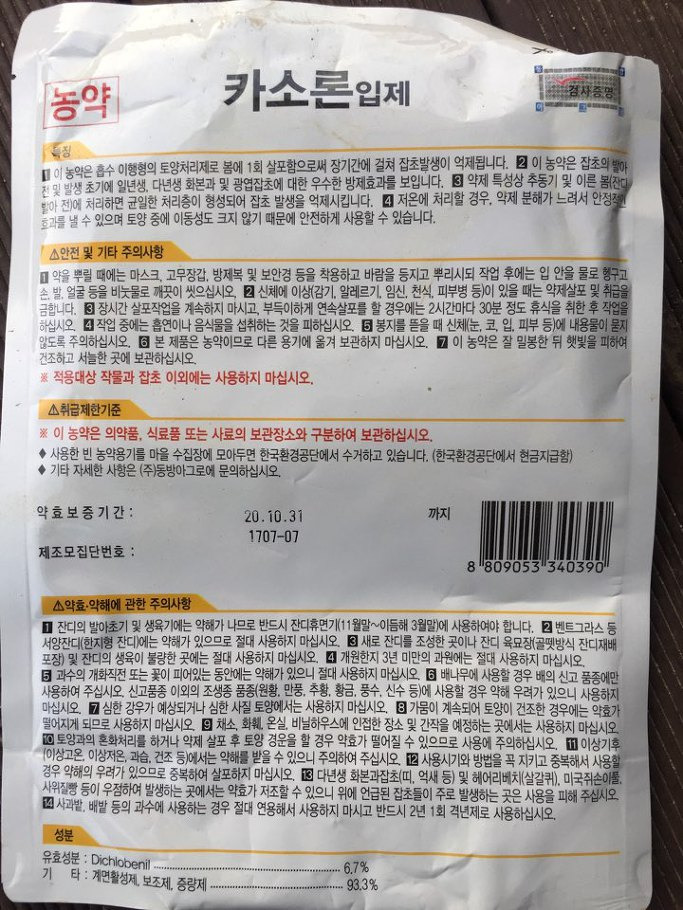 농약
카소론입제
검사증명
특징
1 이 농약은 흡수 이행형의 토양처리제로 봄에 1회 살포함으로써 장기간에 걸쳐 잡초발생이 억제됩니다. 2 이 농약은 잡초의 발아
전 및 발생 초기에 일년생, 다년생 화본과 및 광엽잡초에 대한 우수한 방제효과를 보입니다. 3 약제 특성상 추동기 및 이른 봄(잔디
발아 전)에 처리하면 균일한 처리층이 형성되어 잡초 발생을 억제시킵니다. 4 저온에 처리할 경우, 약제 분해가 느려서 안정적인
효과를 낼 수 있으며 토양 중에 이동성도 크지 않기 때문에 안전하게 사용할 수 있습니다.
⚠안전 및 기타 주의사항
1 약을 뿌릴 때에는 마스크, 고무장갑, 방제복 및 보안경 등을 착용하고 바람을 등지고 뿌리시되 작업 후에는 입 안을 물로 헹구고
손, 발, 얼굴 등을 비눗물로 깨끗이 씻으십시오. 2 신체에 이상(감기, 알레르기, 임신, 천식, 피부병 등)이 있을 때는 약제살포 및 취급을
금합니다. 3 장시간 살포작업을 계속하지 마시고, 부득이하게 연속살포를 할 경우에는 2시간마다 30분 정도 휴식을 취한 후 작업을
하십시오. 4 작업 중에는 흡연이나 음식물을 섭취하는 것을 피하십시오. 5 봉지를 뜯을 때 신체(눈, 코, 입, 피부 등)에 내용물이 묻지
않도록 주의하십시오. 6 본 제품은 농약이므로 다른 용기에 옮겨 보관하지 마십시오. 7 이 농약은 잘 밀봉한 뒤 햇빛을 피하여
건조하고 서늘한 곳에 보관하십시오.
※ 적용대상 작물과 잡초 이외에는 사용하지 마십시오.
⚠취급제한기준
※ 이 농약은 의약품, 식료품 또는 사료의 보관장소와 구분하여 보관하십시오.
◆ 사용한 빈 농약용기를 마을 수집장에 모아두면 한국환경공단에서 수거하고 있습니다. (한국환경공단에서 현금지급함)
◆ 기타 자세한 사항은 (주)동방아그로에 문의하십시오.
약효보증기간 : 20.10.31 까지
1707-07
제조모집단번호 :
8 809053 340390
⚠약효·약해에 관한 주의사항
1 잔디의 발아초기 및 생육기에는 약해가 나므로 반드시 잔디휴면기(11월말~이듬해 3월말)에 사용하여야 합니다. 2 벤트그라스 등
서양잔디(한지형 잔디)에는 약해가 있으므로 절대 사용하지 마십시오. 3 새로 잔디를 조성한 곳이나 잔디 육묘장(골뗏방식 잔디재배
포장) 및 잔디의 생육이 불량한 곳에는 절대 사용하지 마십시오. 4 개원한지 3년 미만의 과원에는 절대 사용하지 마십시오.
5 과수의 개화직전 또는 꽃이 피어있는 동안에는 약해가 있으니 절대 사용하지 마십시오. 6 배나무에 사용할 경우 배의 신고 품종에만
사용하여 주십시오. 신고품종 이외의 조생종 품종(원황, 만풍, 추황, 황금, 풍수, 신수 등)에 사용할 경우 약해 우려가 있으니 사용하지
마십시오. 7 심한 강우가 예상되거나 심한 사질 토양에서는 사용하지 마십시오. 8 가뭄이 계속되어 토양이 건조한 경우에는 약효가
떨어지게 되므로 사용하지 마십시오. 9 채소, 화훼, 온실, 비닐하우스에 인접한 장소 및 간작을 예정하는 곳에서는 사용하지 마십시오.
10 토양과의 혼화처리를 하거나 약제 살포 후 토양 경운을 할 경우 약효가 떨어질 수 있으므로 사용에 주의하십시오. 11 이상기후
(이상고온, 이상저온, 과습, 건조 등)에서는 약해를 받을 수 있으니 주의하여 주십시오. 12 사용시기와 방법을 꼭 지키고 중복해서 사용할
경우 약해의 우려가 있으므로 중복하여 살포하지 마십시오. 13 다년생 화본과잡초(띠, 억새 등) 및 헤어리베치(살갈퀴), 미국쥐손이풀,
사위질빵 등이 우점하여 발생하는 곳에서는 약효가 저조할 수 있으니 위에 언급된 잡초들이 주로 발생하는 곳은 사용을 피해 주십시오.
14 사과밭, 배밭 등의 과수에 사용하는 경우 절대 연용해서 사용하지 마시고 반드시 2년 1회 격년제로 사용하십시오.
성분
유효성분 : Dichlobenil 6.7%
기 타 : 계면활성제, 보조제, 증량제 93.3%